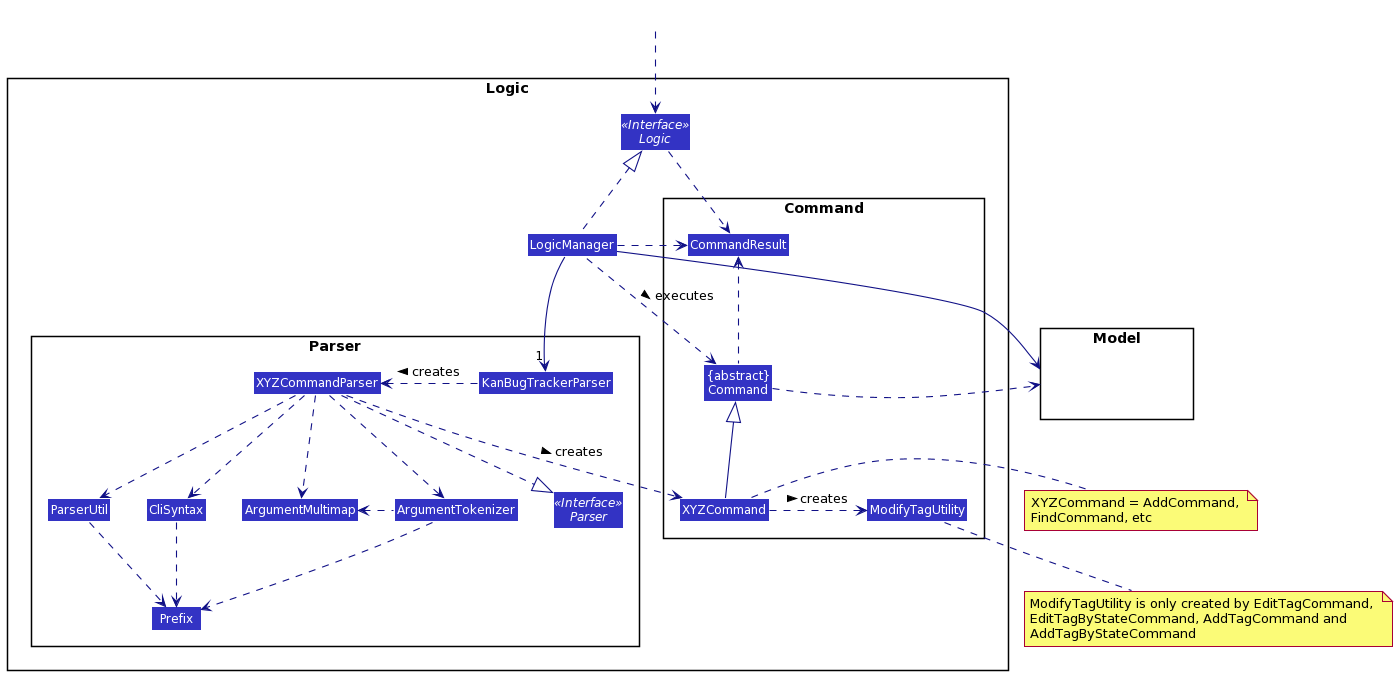 Logic
«Interface»
Logic
Command
LogicManager
CommandResult
executes
Parser
Model
1
creates
XYZCommandParser
KanBugTrackerParser
{abstract}
Command
creates
ParserUtil
CliSyntax
ArgumentMultimap
ArgumentTokenizer
«Interface»
Parser
XYZCommand
creates
ModifyTagUtility
XYZCommand = AddCommand,
FindCommand, etc
Prefix
ModifyTagUtility is only created by EditTagCommand,
EditTagByStateCommand, AddTagCommand and
AddTagByStateCommand